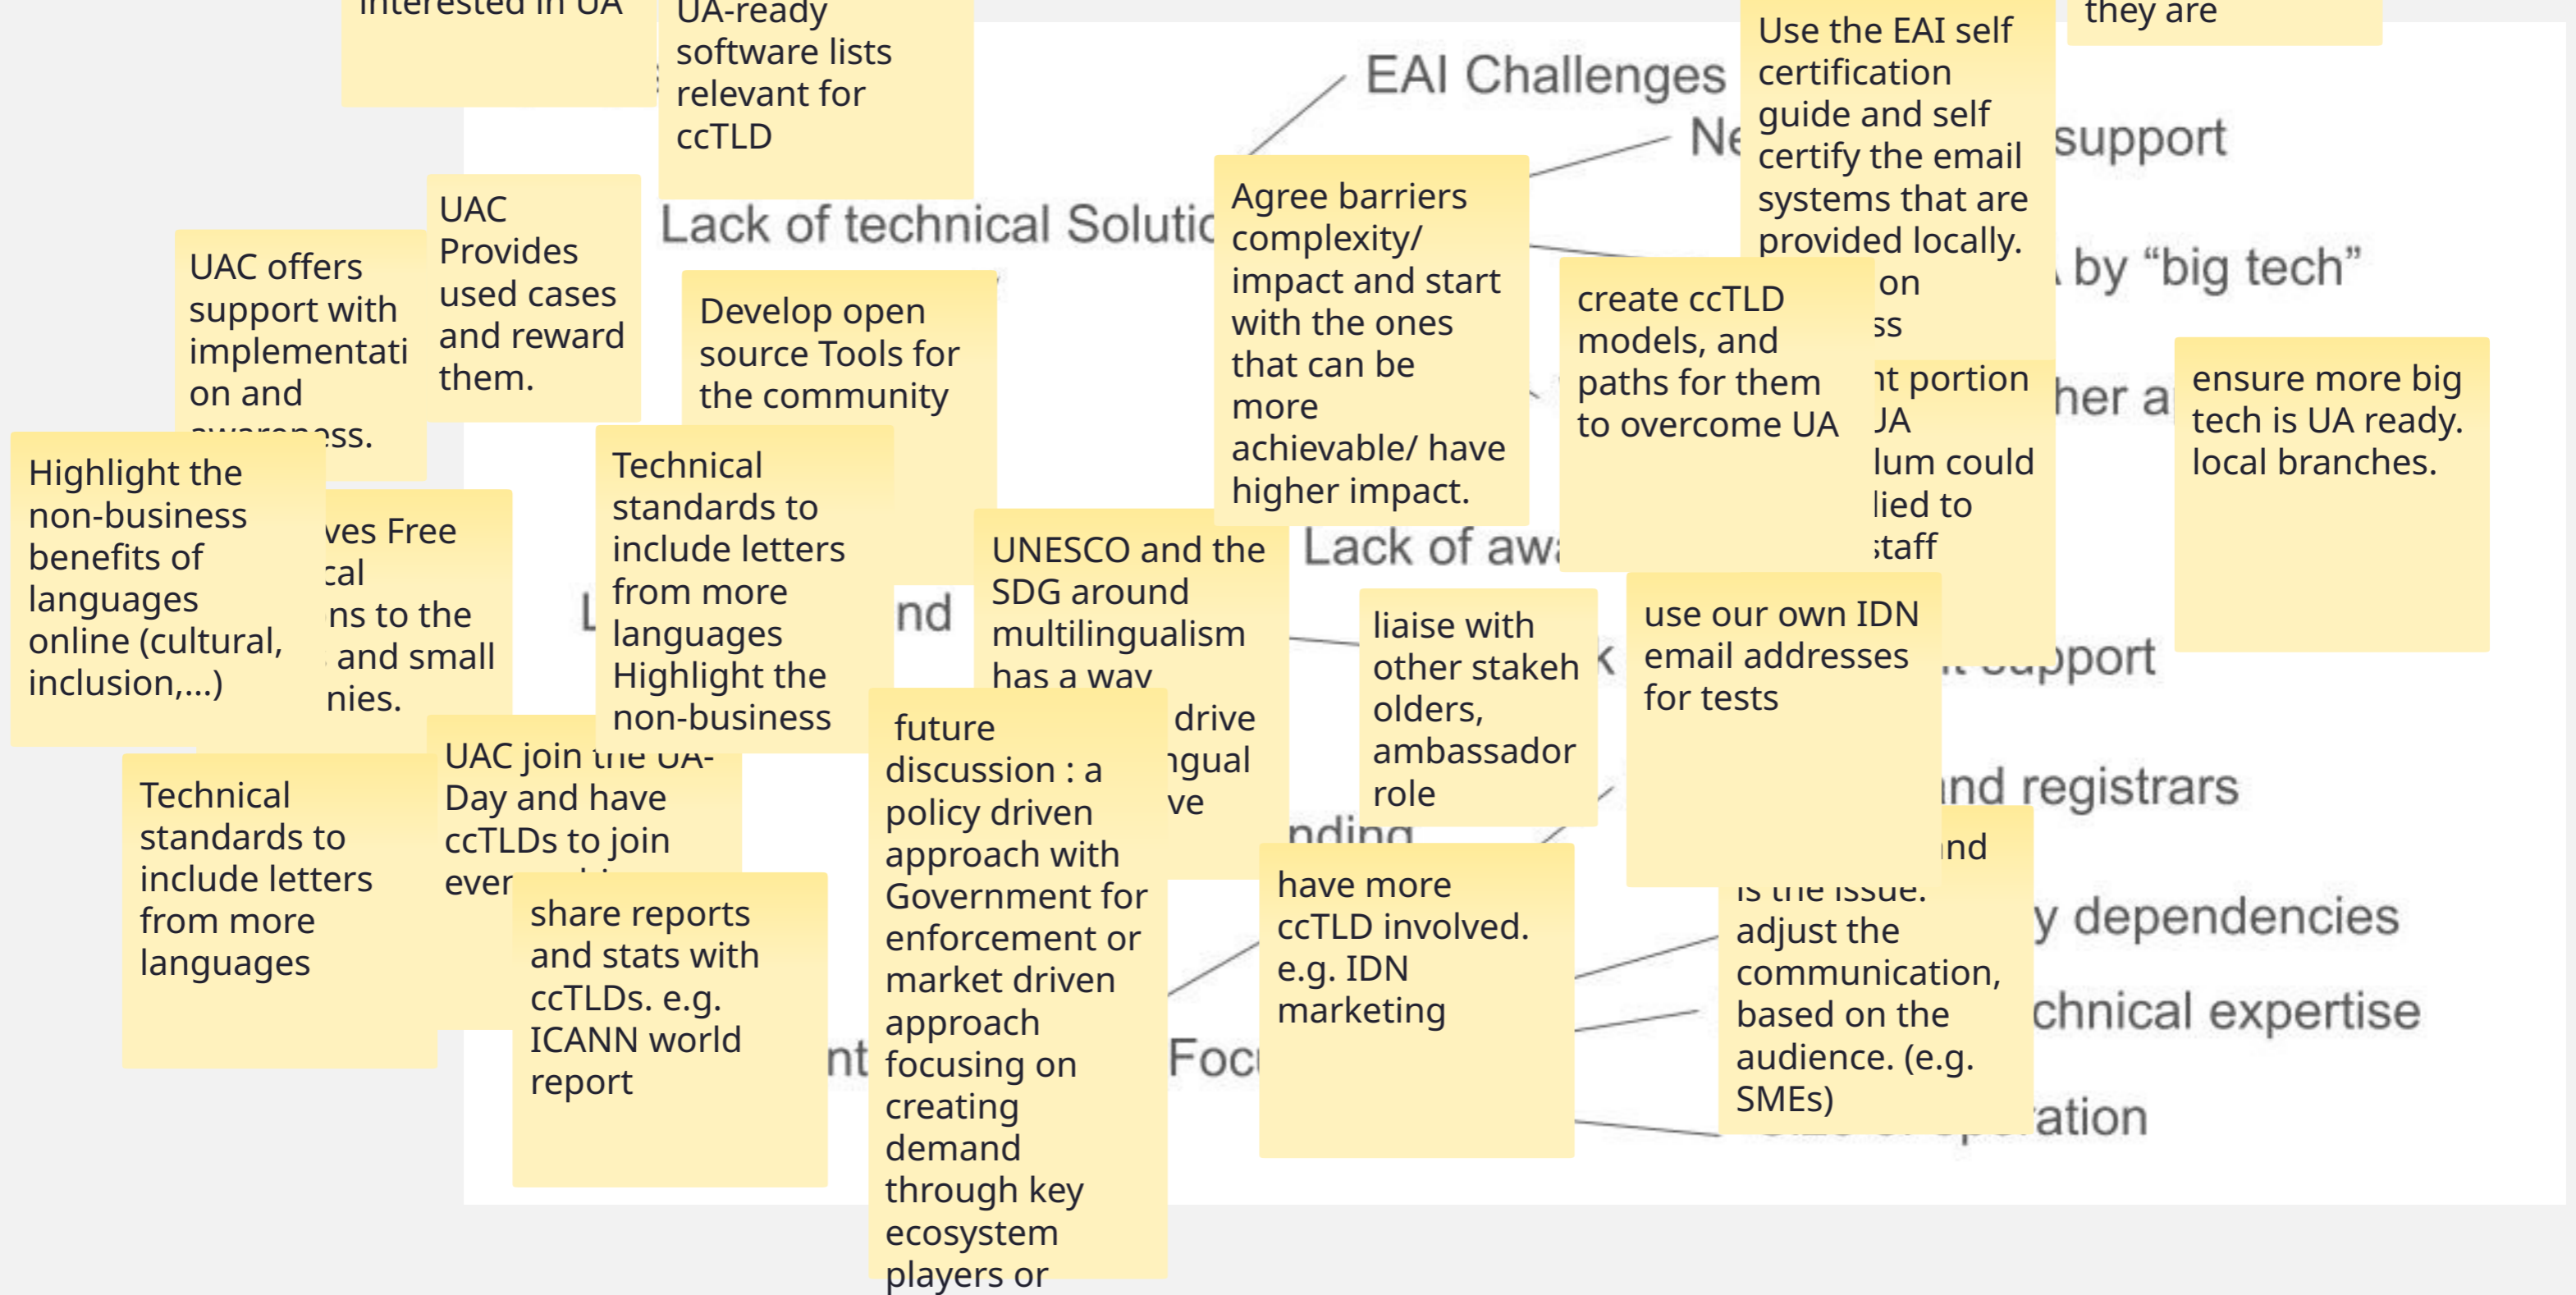 interested in UA
UA-ready
software lists
relevant for
ccTLD
they are
Use the EAI self
certification
guide and self
certify the email
systems that are
provided locally.
on
EAI Challenges
support
Lack of technical
by “big tech”
UAC
Provides
used cases
and reward
them.
UAC offers
support with
implementati
on and
awareness.
Develop open
source Tools for
the community
Agree barriers
complexity/
impact and start
with the ones
that can be
more
achievable/ have
higher impact.
create ccTLD
models, and
paths for them
to overcome UA
portion
UA
could
to
staff
ensure more big
tech is UA ready.
local branches.
Highlight the
non-business
benefits of
languages
online (cultural,
inclusion,...)
Free
to the
and small
Technical
standards to
include letters
from more
languages
Highlight the
non-business
UNESCO and the
SDG around
multilingualism
has a way
drive
Lack of
liaise with
other stakeh
olders,
ambassador
role
use our own IDN
email addresses
for tests
support
and registrars
Technical
standards to
include letters
from more
languages
UAC join the UA-
Day and have
ccTLDs to join
share reports
and stats with
ccTLDs. e.g.
ICANN world
report
future
discussion : a
policy driven
approach with
Government for
enforcement or
market driven
approach
focusing on
creating
demand
through key
ecosystem
players or
have more
ccTLD involved.
e.g. IDN
marketing
is the issue.
adjust the
communication,
based on the
audience. (e.g.
SMEs)
dependencies
expertise